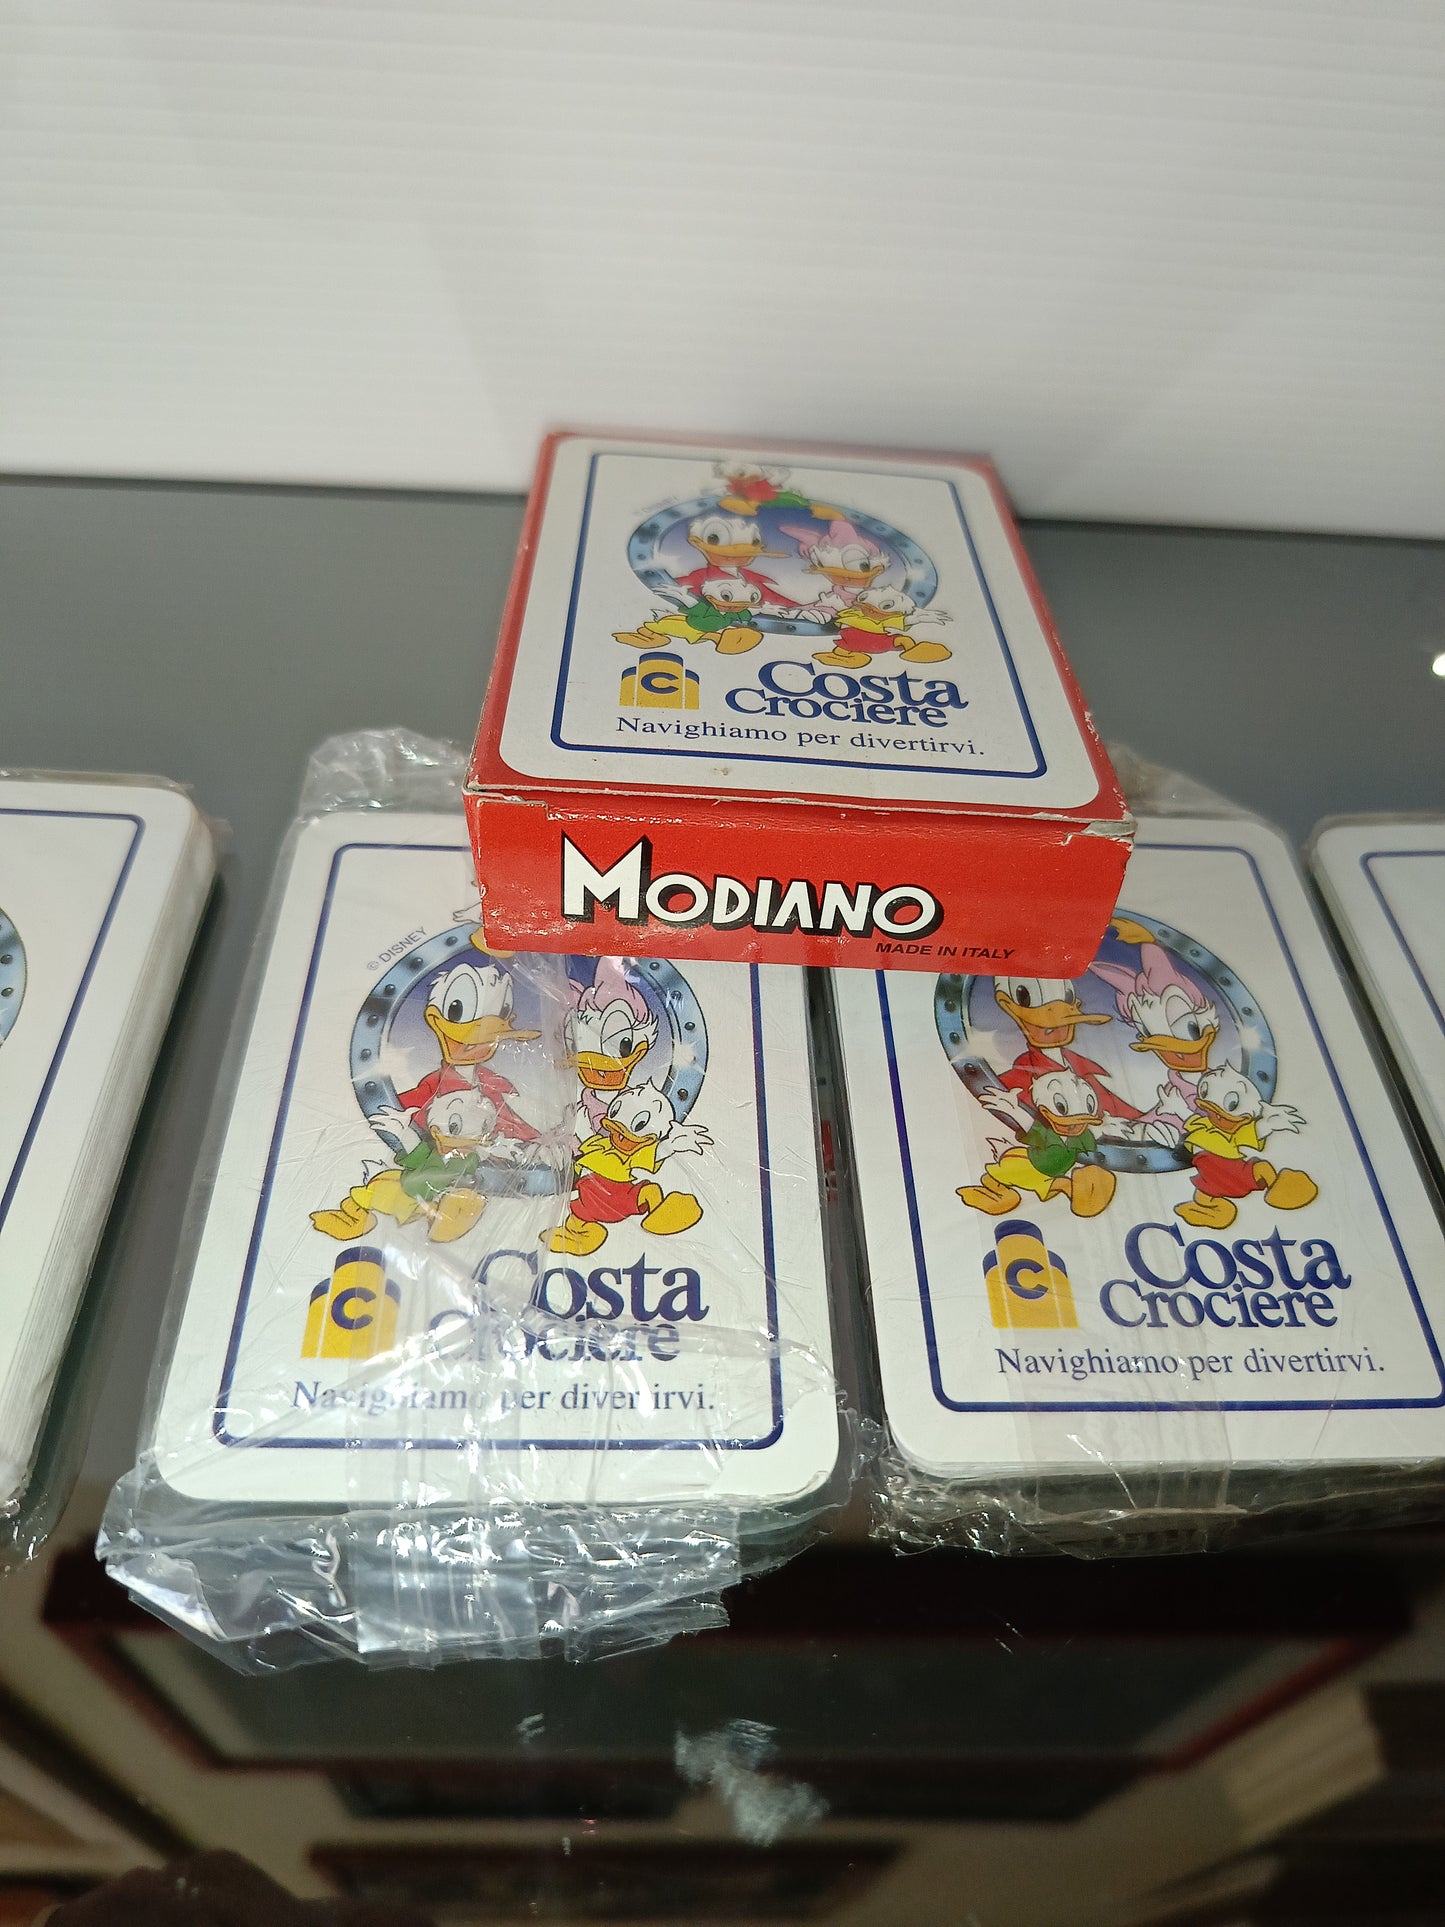 C
Costa
Crociere
Navighiamo per divertirvi.
MODIANO
MADE IN ITALY
© DISNEY
C
Costa
Crociere
Navighiamo per divertirvi.
C
Costa
Crociere
Navighiamo per divertirvi.